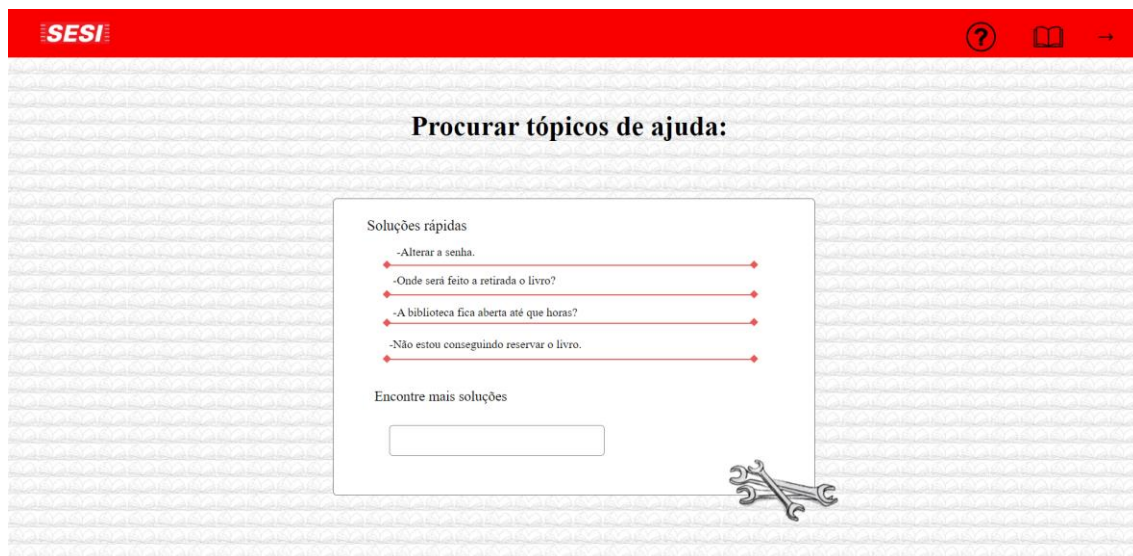 SESI
?
→
Procurar tópicos de ajuda:
Soluções rápidas
-Alterar a senha.
-Onde será feito a retirada o livro?
-A biblioteca fica aberta até que horas?
-Não estou conseguindo reservar o livro.
Encontre mais soluções